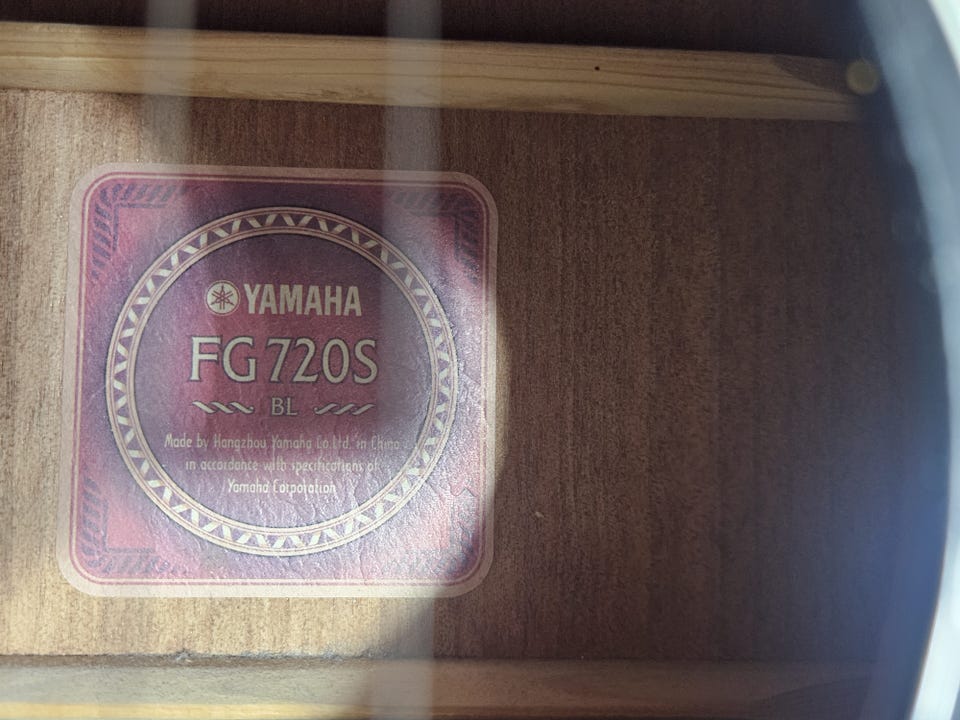 YAMAHA
FG720S
BL
Made by Hangzhou Yamaha Co.Ltd. in China
in accordance with specifications of
Yamaha Corporation